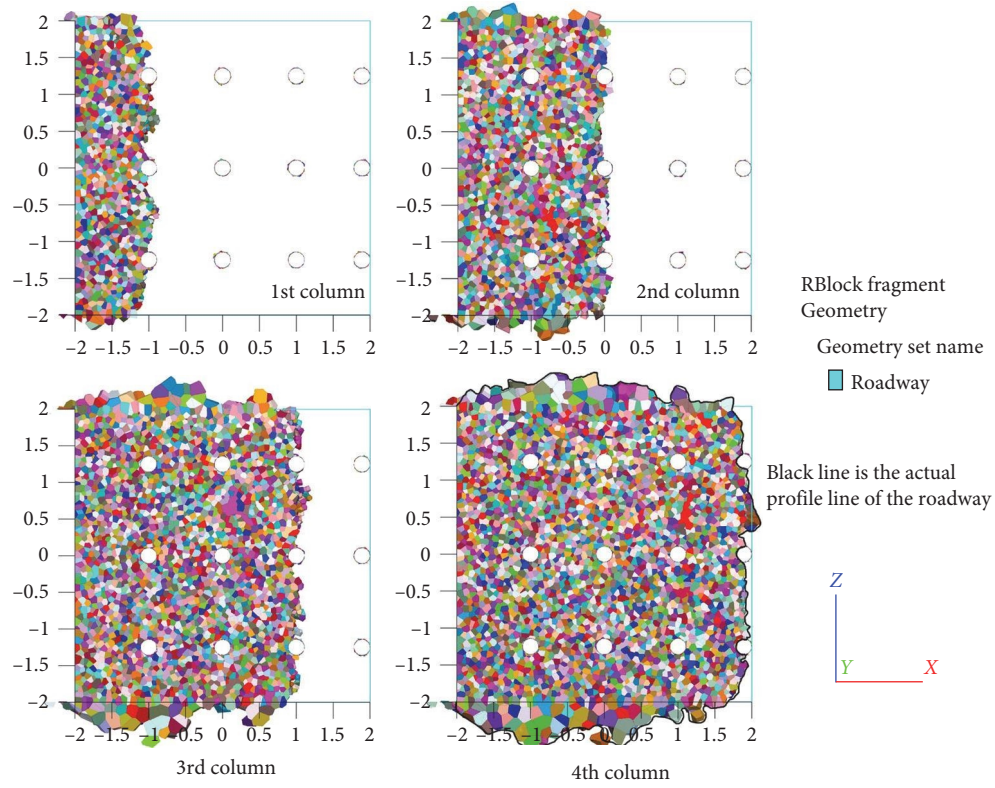 2
1.5
1
0.5
0
−0.5
−1
−1.5
−2
1st column
−2 −1.5 −1 −0.5 0 0.5 1 1.5 2
2
1.5
1
0.5
0
−0.5
−1
−1.5
−2
2nd column
−2 −1.5 −1 −0.5 0 0.5 1 1.5 2
RBlock fragment
Geometry
Geometry set name
Roadway
2
1.5
1
0.5
0
−0.5
−1
−1.5
−2
−2 −1.5 −1 −0.5 0 0.5 1 1.5 2
3rd column
2
1.5
1
0.5
0
−0.5
−1
−1.5
−2
−2 −1.5 −1 −0.5 0 0.5 1 1.5 2
4th column
Black line is the actual
profile line of the roadway
Z
Y X